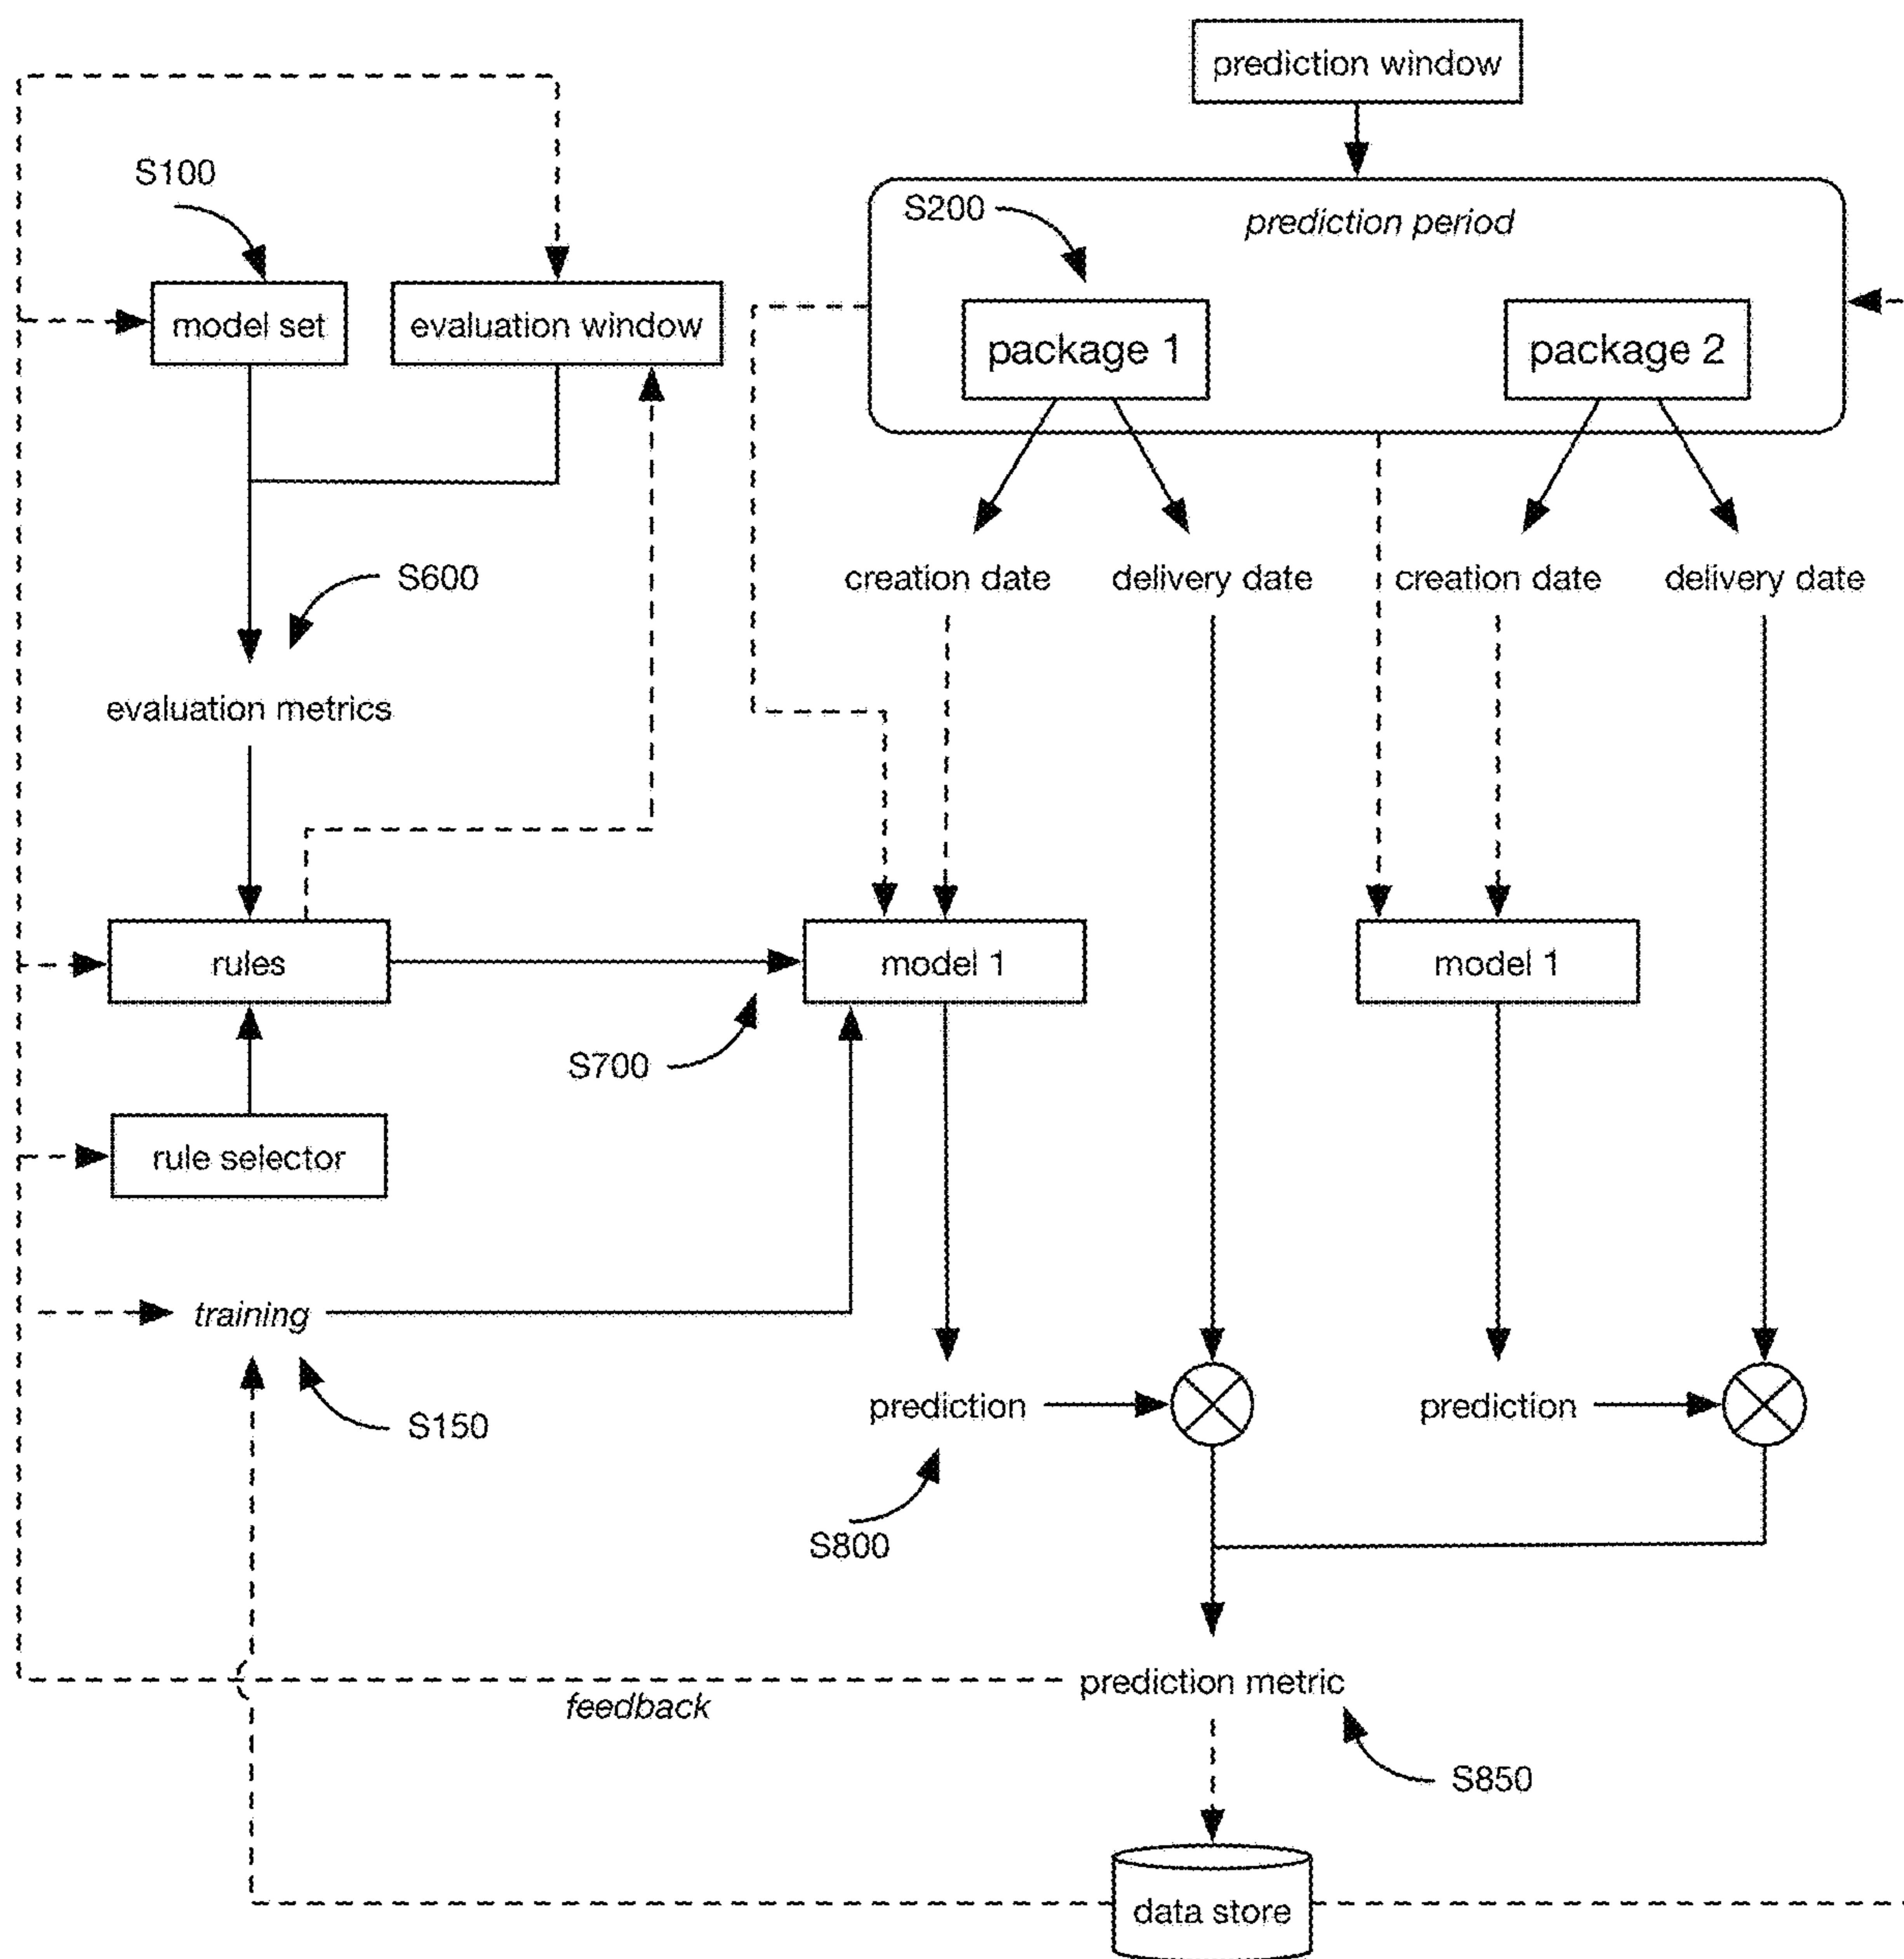 prediction window
S100
S200
prediction period
model set
evaluation window
package 1
package 2
S600
creation date
delivery date
creation date
delivery date
evaluation metrics
rules
model 1
model 1
S700
rule selector
training
S150
prediction
prediction
S800
prediction metric
feedback
S850
data store